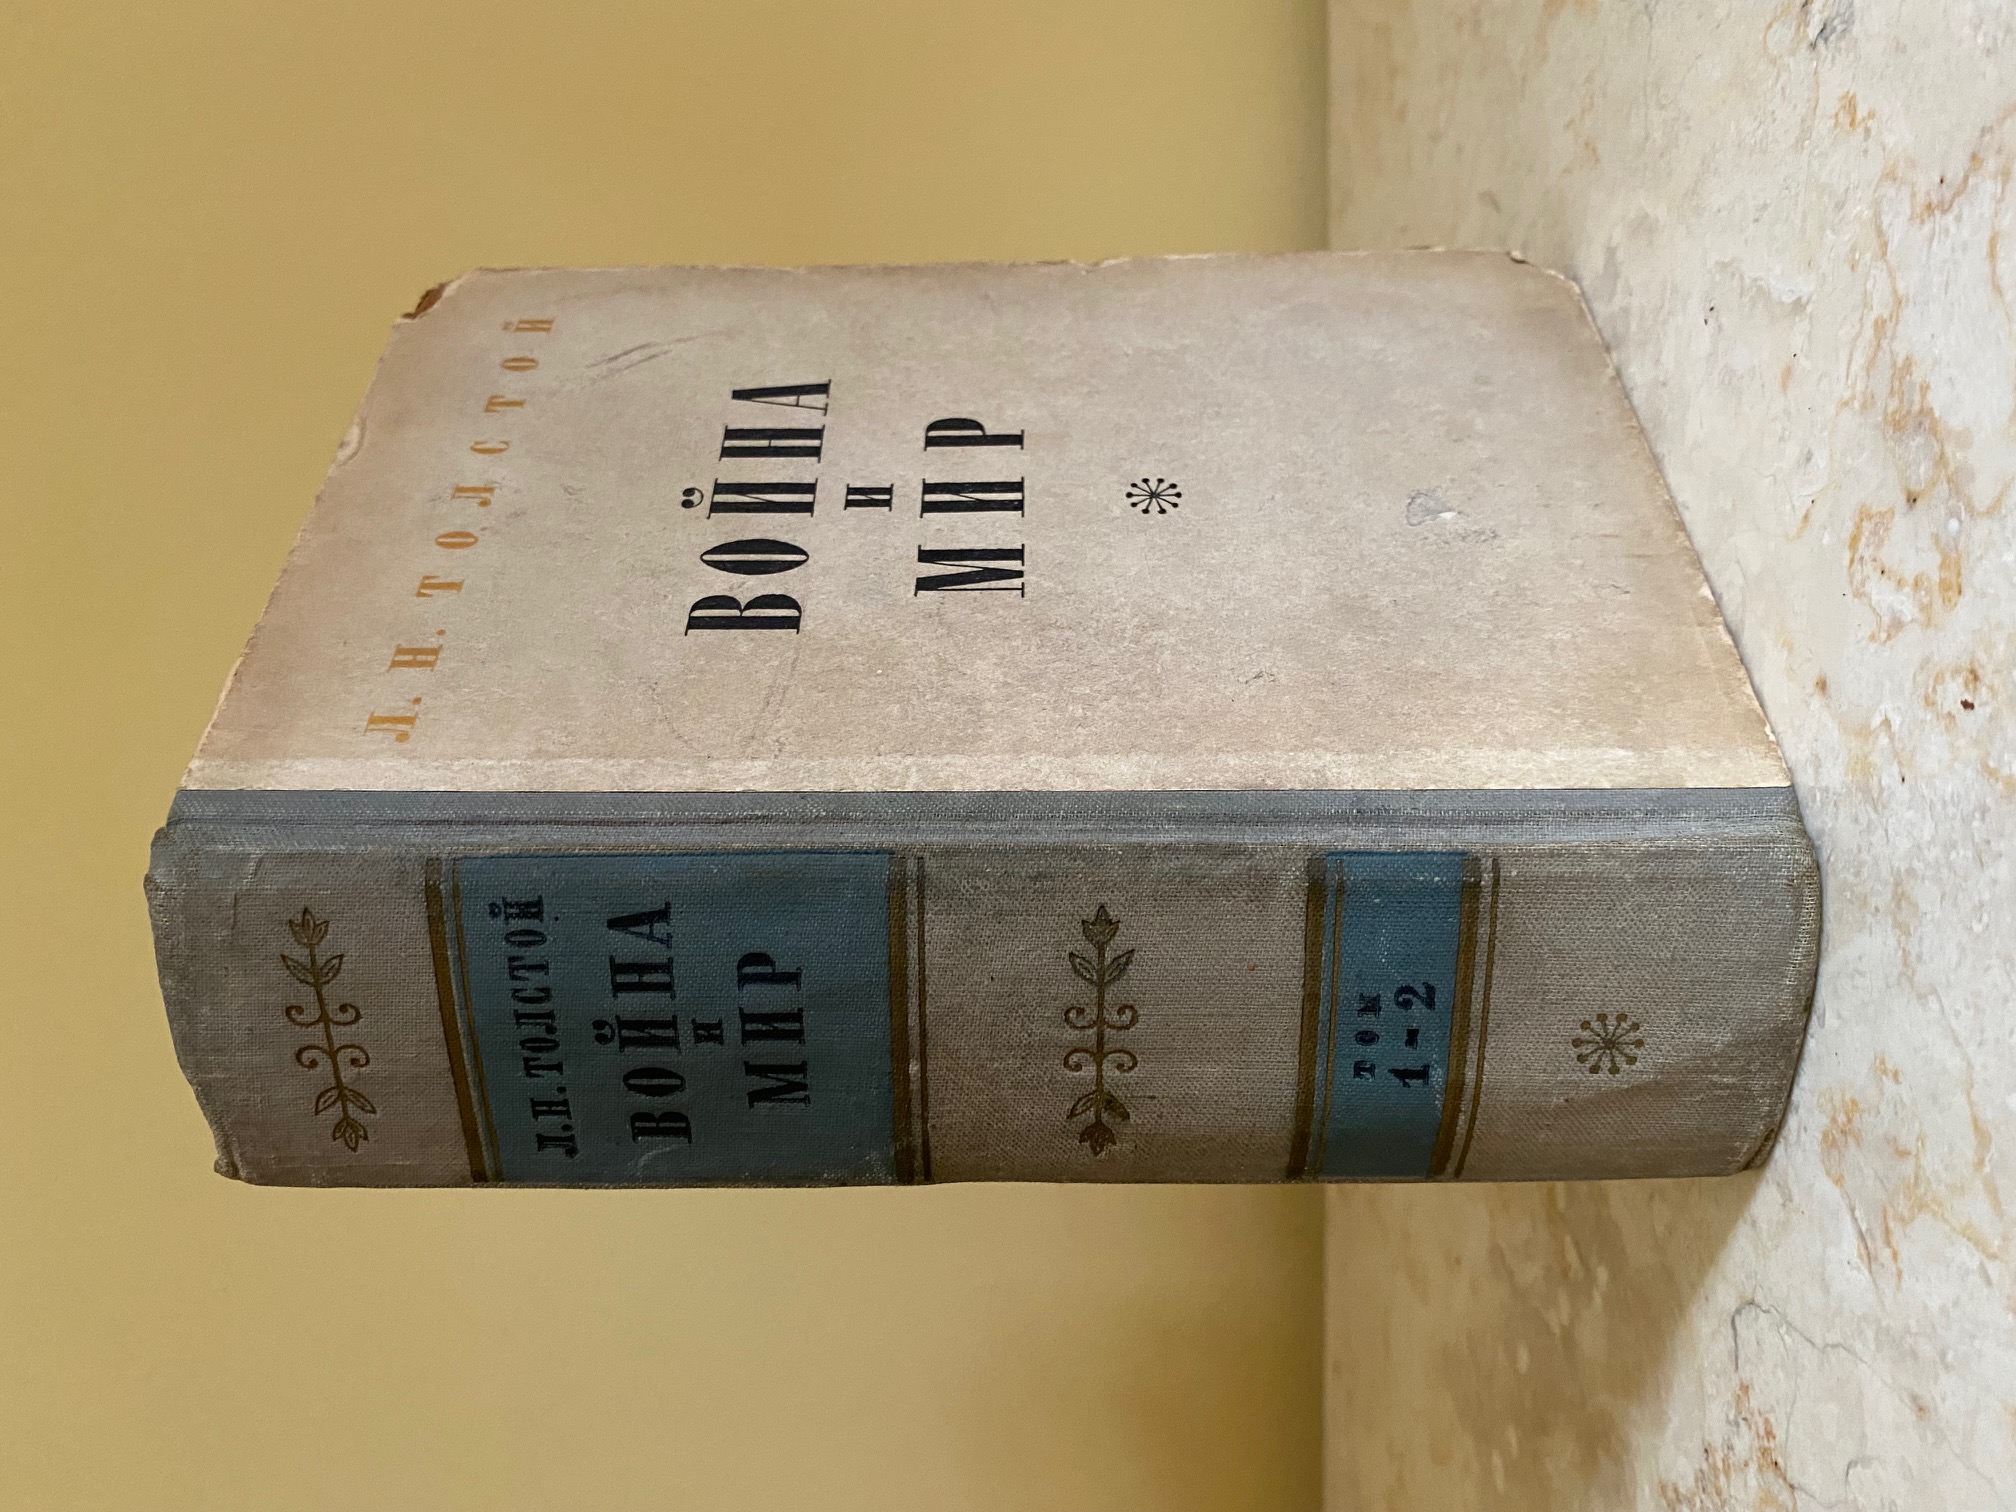 Л. Н. ТОЛСТОЙ
ВОЙНА
И
МИР
Л.Н.ТОЛСТОЙ
ВОЙНА
И
МИР
ТОМ
1-2